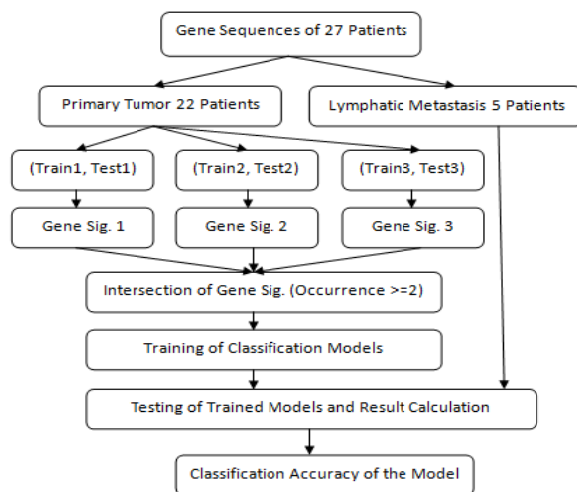 Gene Sequences of 27 Patients
Primary Tumor 22 Patients
Lymphatic Metastasis 5 Patients
(Train1, Test1)
(Train2, Test2)
(Train3, Test3)
Gene Sig. 1
Gene Sig. 2
Gene Sig. 3
Intersection of Gene Sig. (Occurrence >=2)
Training of Classification Models
Testing of Trained Models and Result Calculation
Classification Accuracy of the Model